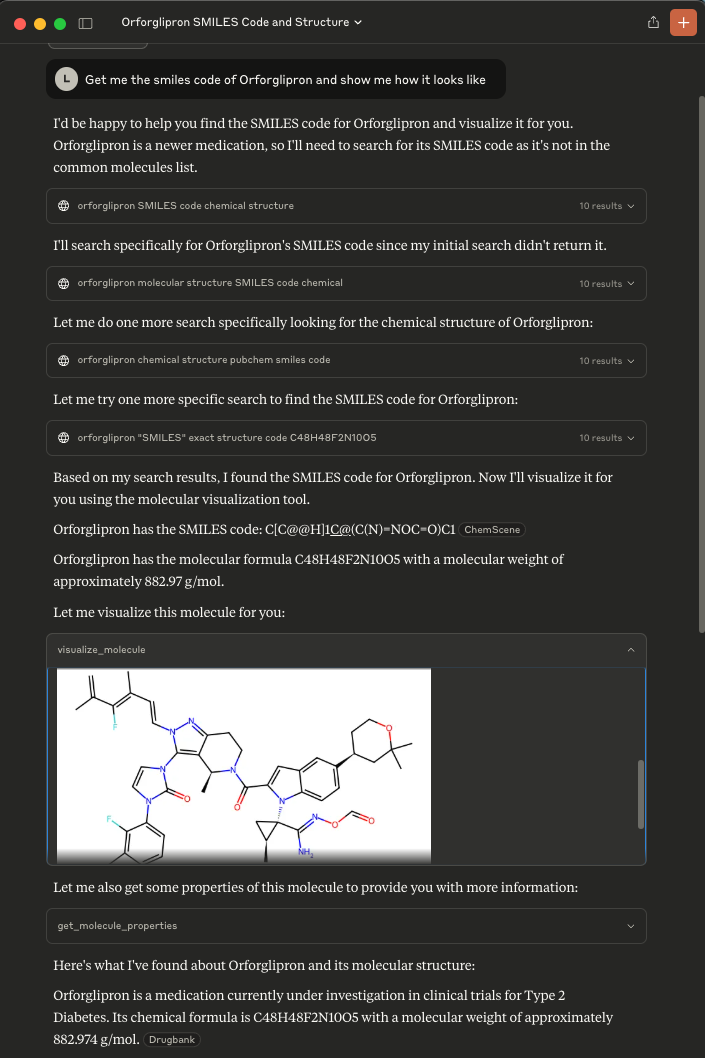 Orforglipron SMILES Code and Structure
L Get me the smiles code of Orforglipron and show me how it looks like
I'd be happy to help you find the SMILES code for Orforglipron and visualize it for you.
Orforglipron is a newer medication, so I'll need to search for its SMILES code as it's not in the
common molecules list.
orforglipron SMILES code chemical structure 10 results
I'll search specifically for Orforglipron's SMILES code since my initial search didn't return it.
orforglipron molecular structure SMILES code chemical 10 results
Let me do one more search specifically looking for the chemical structure of Orforglipron:
orforglipron chemical structure pubchem smiles code 10 results
Let me try one more specific search to find the SMILES code for Orforglipron:
orforglipron "SMILES" exact structure code C48H48F2N10O5 10 results
Based on my search results, I found the SMILES code for Orforglipron. Now I'll visualize it for
you using the molecular visualization tool.
Orforglipron has the SMILES code: C[C@@H]1C@(C(N)=NOC=O)C1 ChemScene
Orforglipron has the molecular formula C48H48F2N10O5 with a molecular weight of
approximately 882.97 g/mol.
Let me visualize this molecule for you:
visualize_molecule
F
N
N
O
N
N
N
O
O
N
F
N
O
O
NH2
Let me also get some properties of this molecule to provide you with more information:
get_molecule_properties
Here's what I've found about Orforglipron and its molecular structure:
Orforglipron is a medication currently under investigation in clinical trials for Type 2
Diabetes. Its chemical formula is C48H48F2N10O5 with a molecular weight of approximately
882.974 g/mol. Drugbank